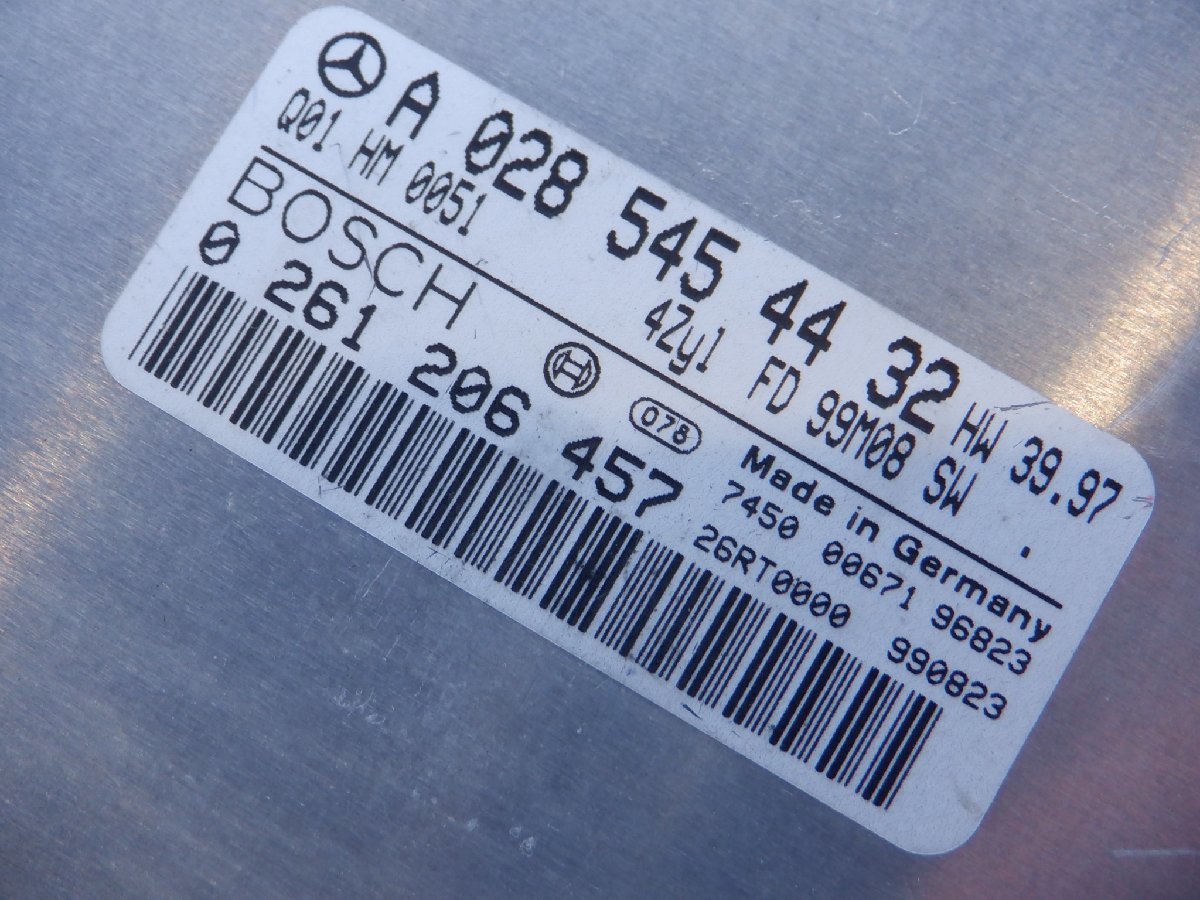 A 028 545 44 32 HW 39.97
Q01 HM 0051 4Zyl FD 99M08 SW .
BOSCH 078 Made in Germany
0 261 206 457 7450 00671 96823
26RT0000 990823